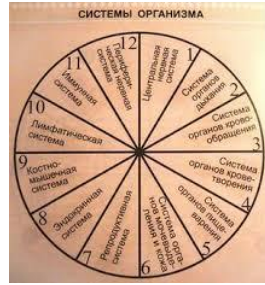 СИСТЕМЫ ОРГАНИЗМА
12
1
Центральная
нервная
система
2
Система
органов
дыхания
3
Система
органов крово-
обращения
4
Система
органов крове-
творения
5
Система
органов пище-
варения
6
Система орга-
нов мочевыде-
ления и кожа
7
Репродуктивная
система
8
Эндокринная
система
9
Костно-
мышечная
система
10
Лимфатическая
система
11
Иммунная
система
Перифери-
ческая нервная
система